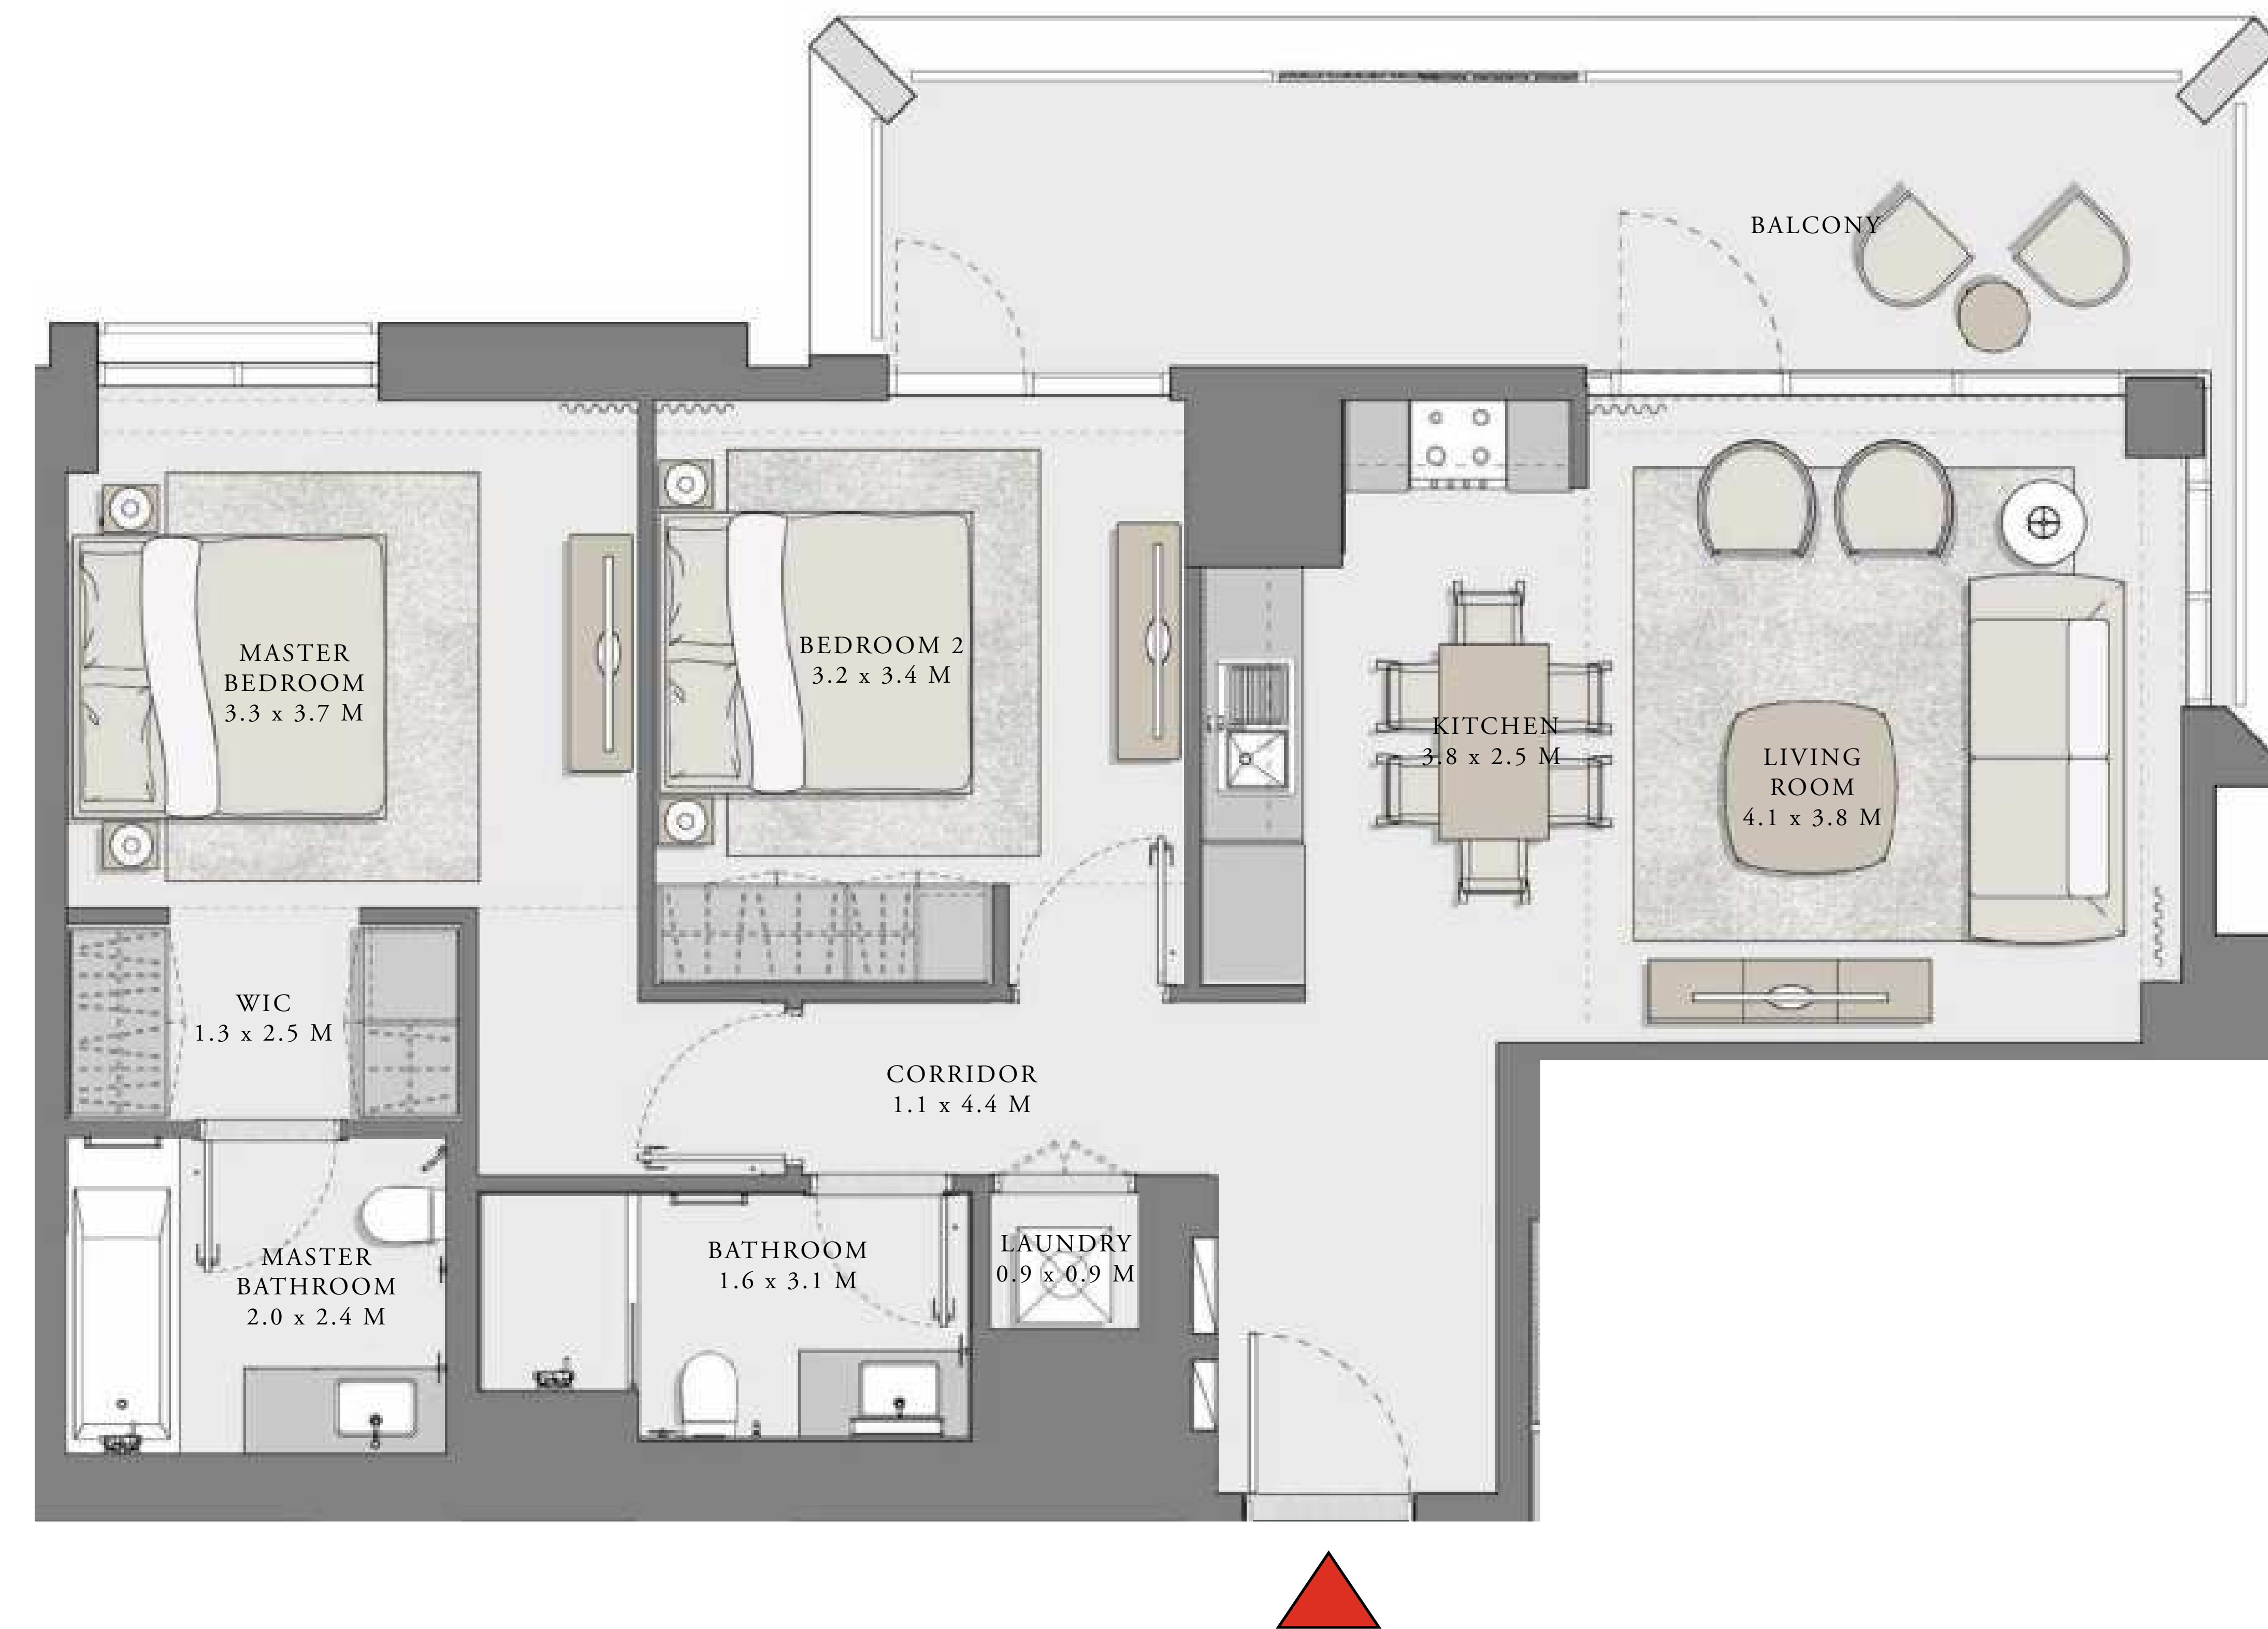 BALCONY
MASTER
BEDROOM
3.3 x 3.7 M
BEDROOM 2
3.2 x 3.4 M
KITCHEN
3.8 x 2.5 M
LIVING
ROOM
4.1 x 3.8 M
WIC
1.3 x 2.5 M
CORRIDOR
1.1 x 4.4 M
MASTER
BATHROOM
2.0 x 2.4 M
BATHROOM
1.6 x 3.1 M
LAUNDRY
0.9 x 0.9 M